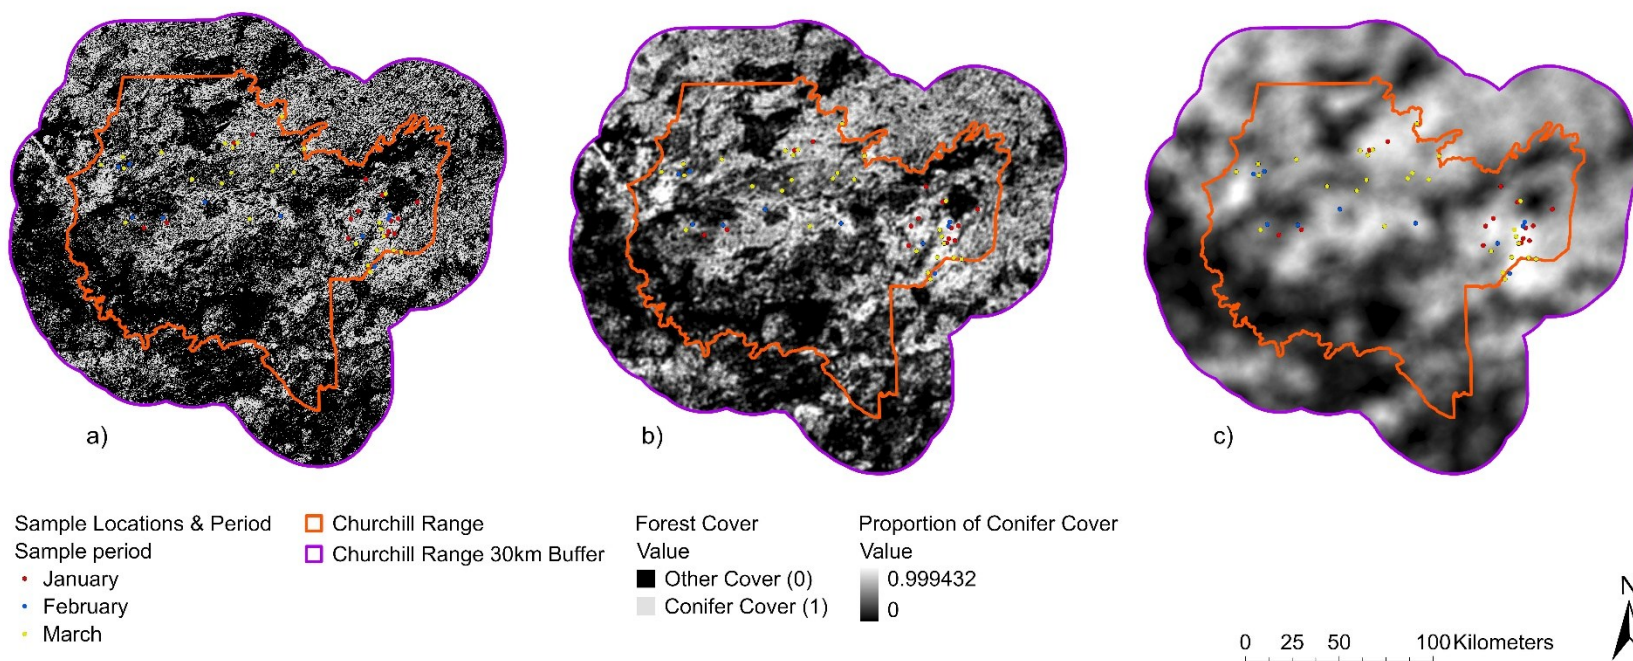 a)
b)
c)
Sample Locations & Period
Sample period
January
February
March
Churchill Range
Churchill Range 30km Buffer
Forest Cover
Value
Other Cover (0)
Conifer Cover (1)
Proportion of Conifer Cover
Value
0.999432
0
0 25 50 100 Kilometers
N